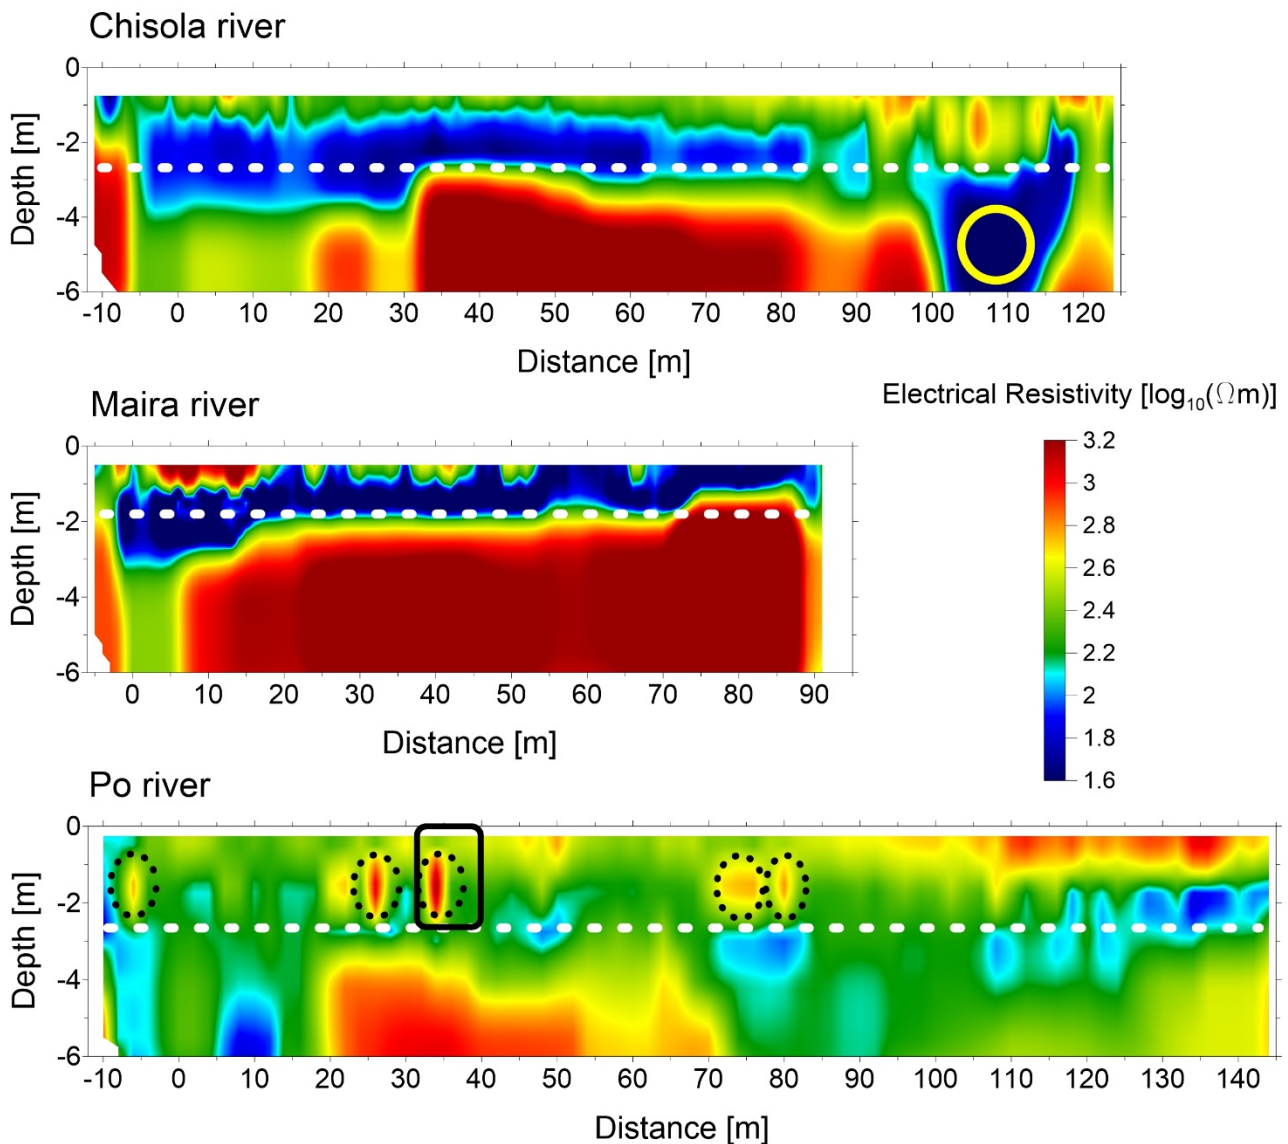 Chisola river
0
-2
-4
-6
Depth [m]
-10 0 10 20 30 40 50 60 70 80 90 100 110 120
Distance [m]
Maira river
Electrical Resistivity [log₁₀(Ωm)]
0
-2
-4
-6
Depth [m]
0 10 20 30 40 50 60 70 80 90
Distance [m]
3.2
3
2.8
2.6
2.4
2.2
2
1.8
1.6
Po river
0
-2
-4
-6
Depth [m]
-10 0 10 20 30 40 50 60 70 80 90 100 110 120 130 140
Distance [m]